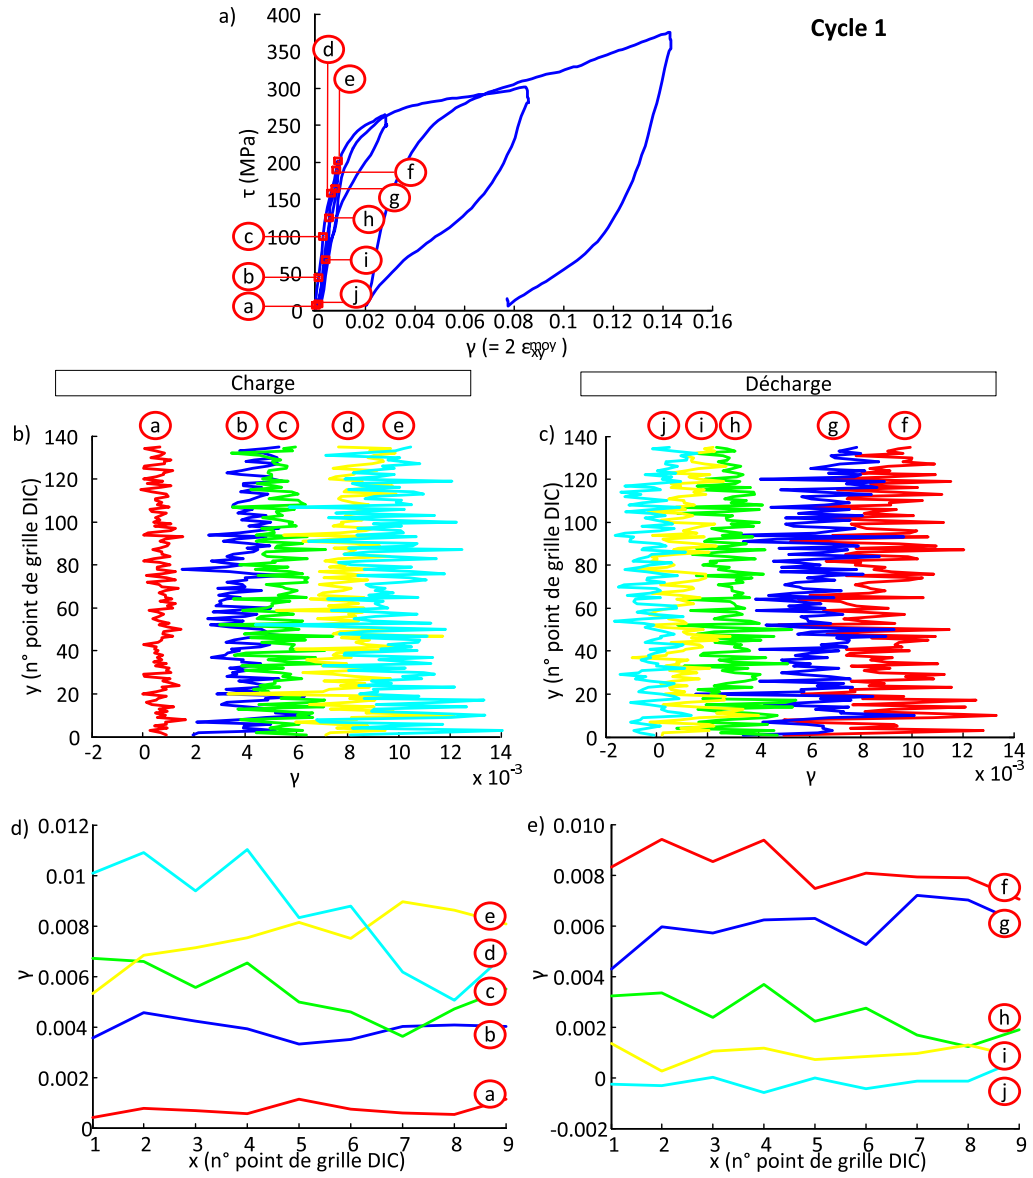 a)
Cycle 1
400
350
300
250
200
150
100
50
0
τ (MPa)
d
e
f
g
h
i
j
c
b
a
0 0.02 0.04 0.06 0.08 0.1 0.12 0.14 0.16
γ (= 2 ε_xy^moy )
Charge
Décharge
b)
a b c d e
140
120
100
80
60
40
20
0
y (n° point de grille DIC)
-2 0 2 4 6 8 10 12 14
γ
x 10⁻³
c)
j i h g f
140
120
100
80
60
40
20
0
y (n° point de grille DIC)
-2 0 2 4 6 8 10 12 14
γ
x 10⁻³
d)
0.012
0.01
0.008
0.006
0.004
0.002
0
γ
e
d
c
b
a
1 2 3 4 5 6 7 8 9
x (n° point de grille DIC)
e)
0.010
0.008
0.006
0.004
0.002
0
-0.002
γ
f
g
h
i
j
1 2 3 4 5 6 7 8 9
x (n° point de grille DIC)